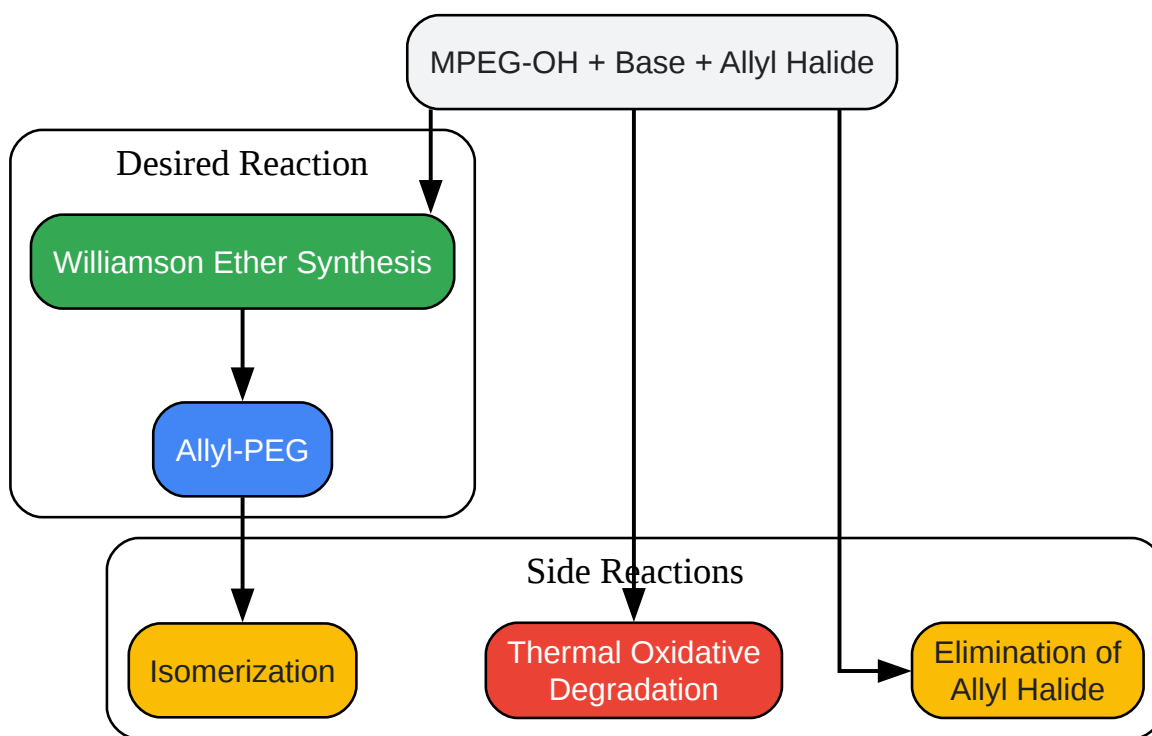 MPEG-OH + Base + Allyl Halide
Desired Reaction
Williamson Ether Synthesis
Allyl-PEG
Side Reactions
Isomerization
Thermal Oxidative
Degradation
Elimination of
Allyl Halide